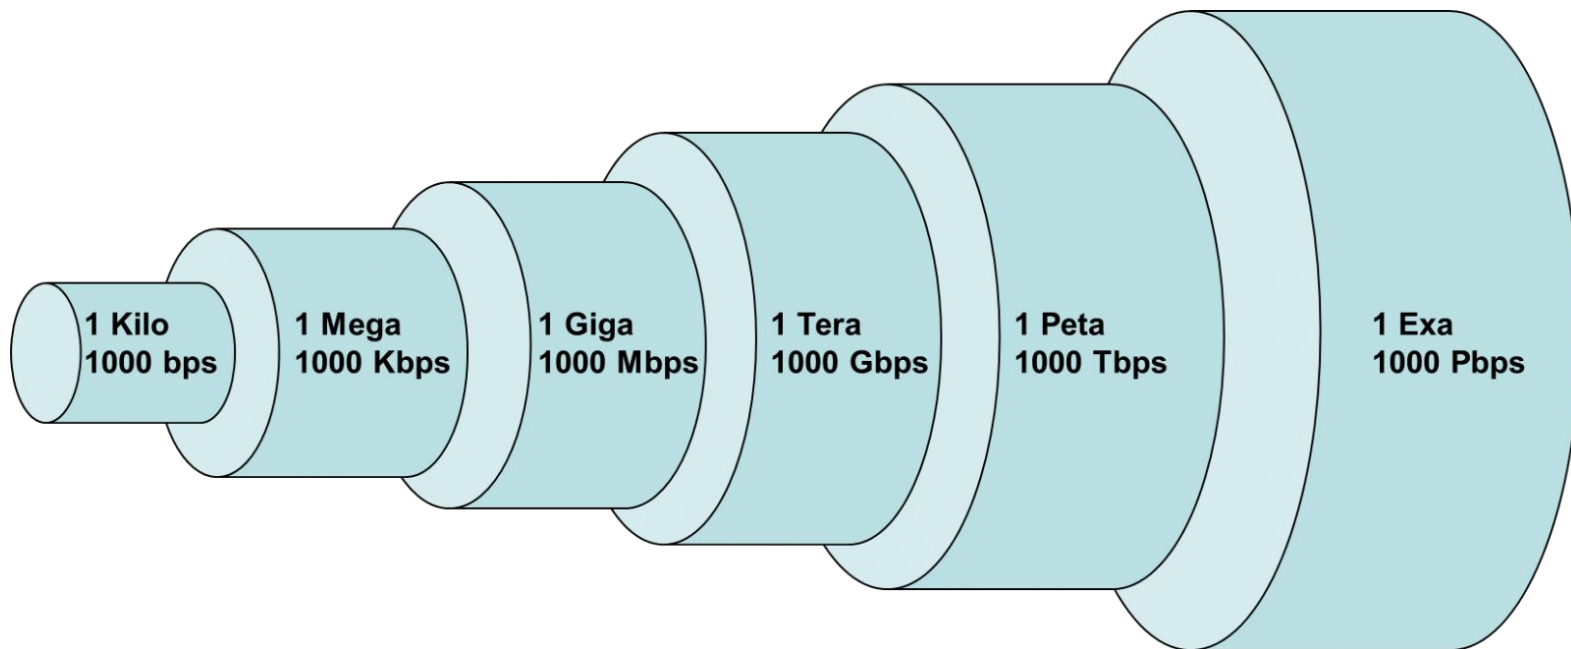 1 Kilo
1000 bps
1 Mega
1000 Kbps
1 Giga
1000 Mbps
1 Tera
1000 Gbps
1 Peta
1000 Tbps
1 Exa
1000 Pbps